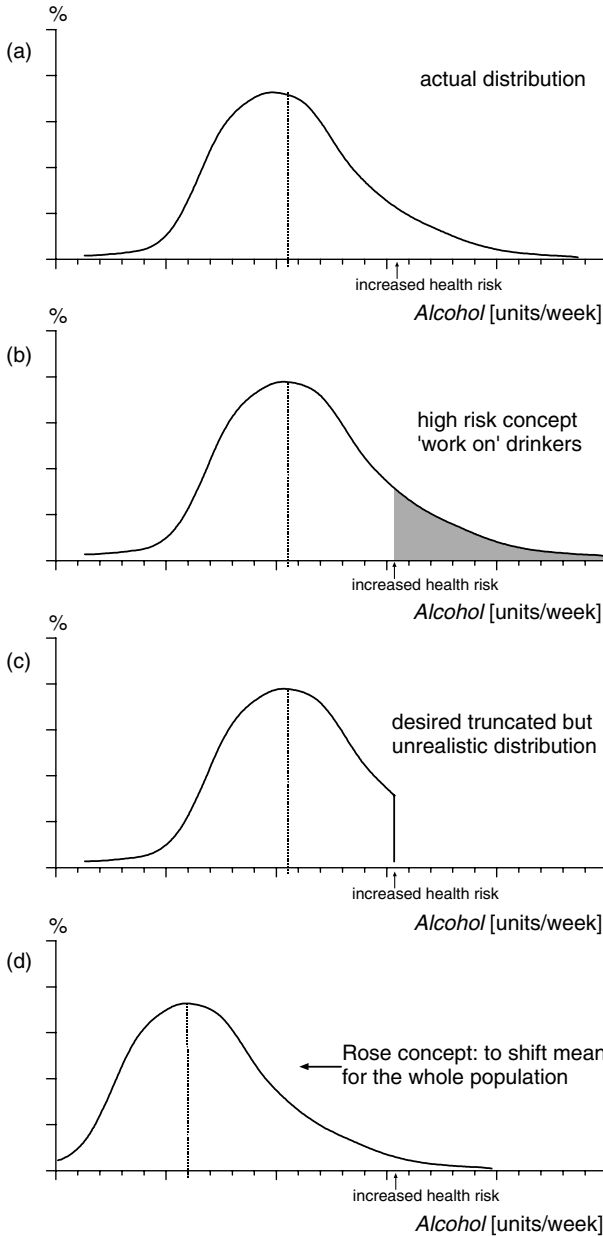 %
(a)
actual distribution
increased health risk
Alcohol [units/week]
%
(b)
high risk concept
'work on' drinkers
increased health risk
Alcohol [units/week]
%
(c)
desired truncated but
unrealistic distribution
increased health risk
Alcohol [units/week]
%
(d)
Rose concept: to shift mean
for the whole population
increased health risk
Alcohol [units/week]